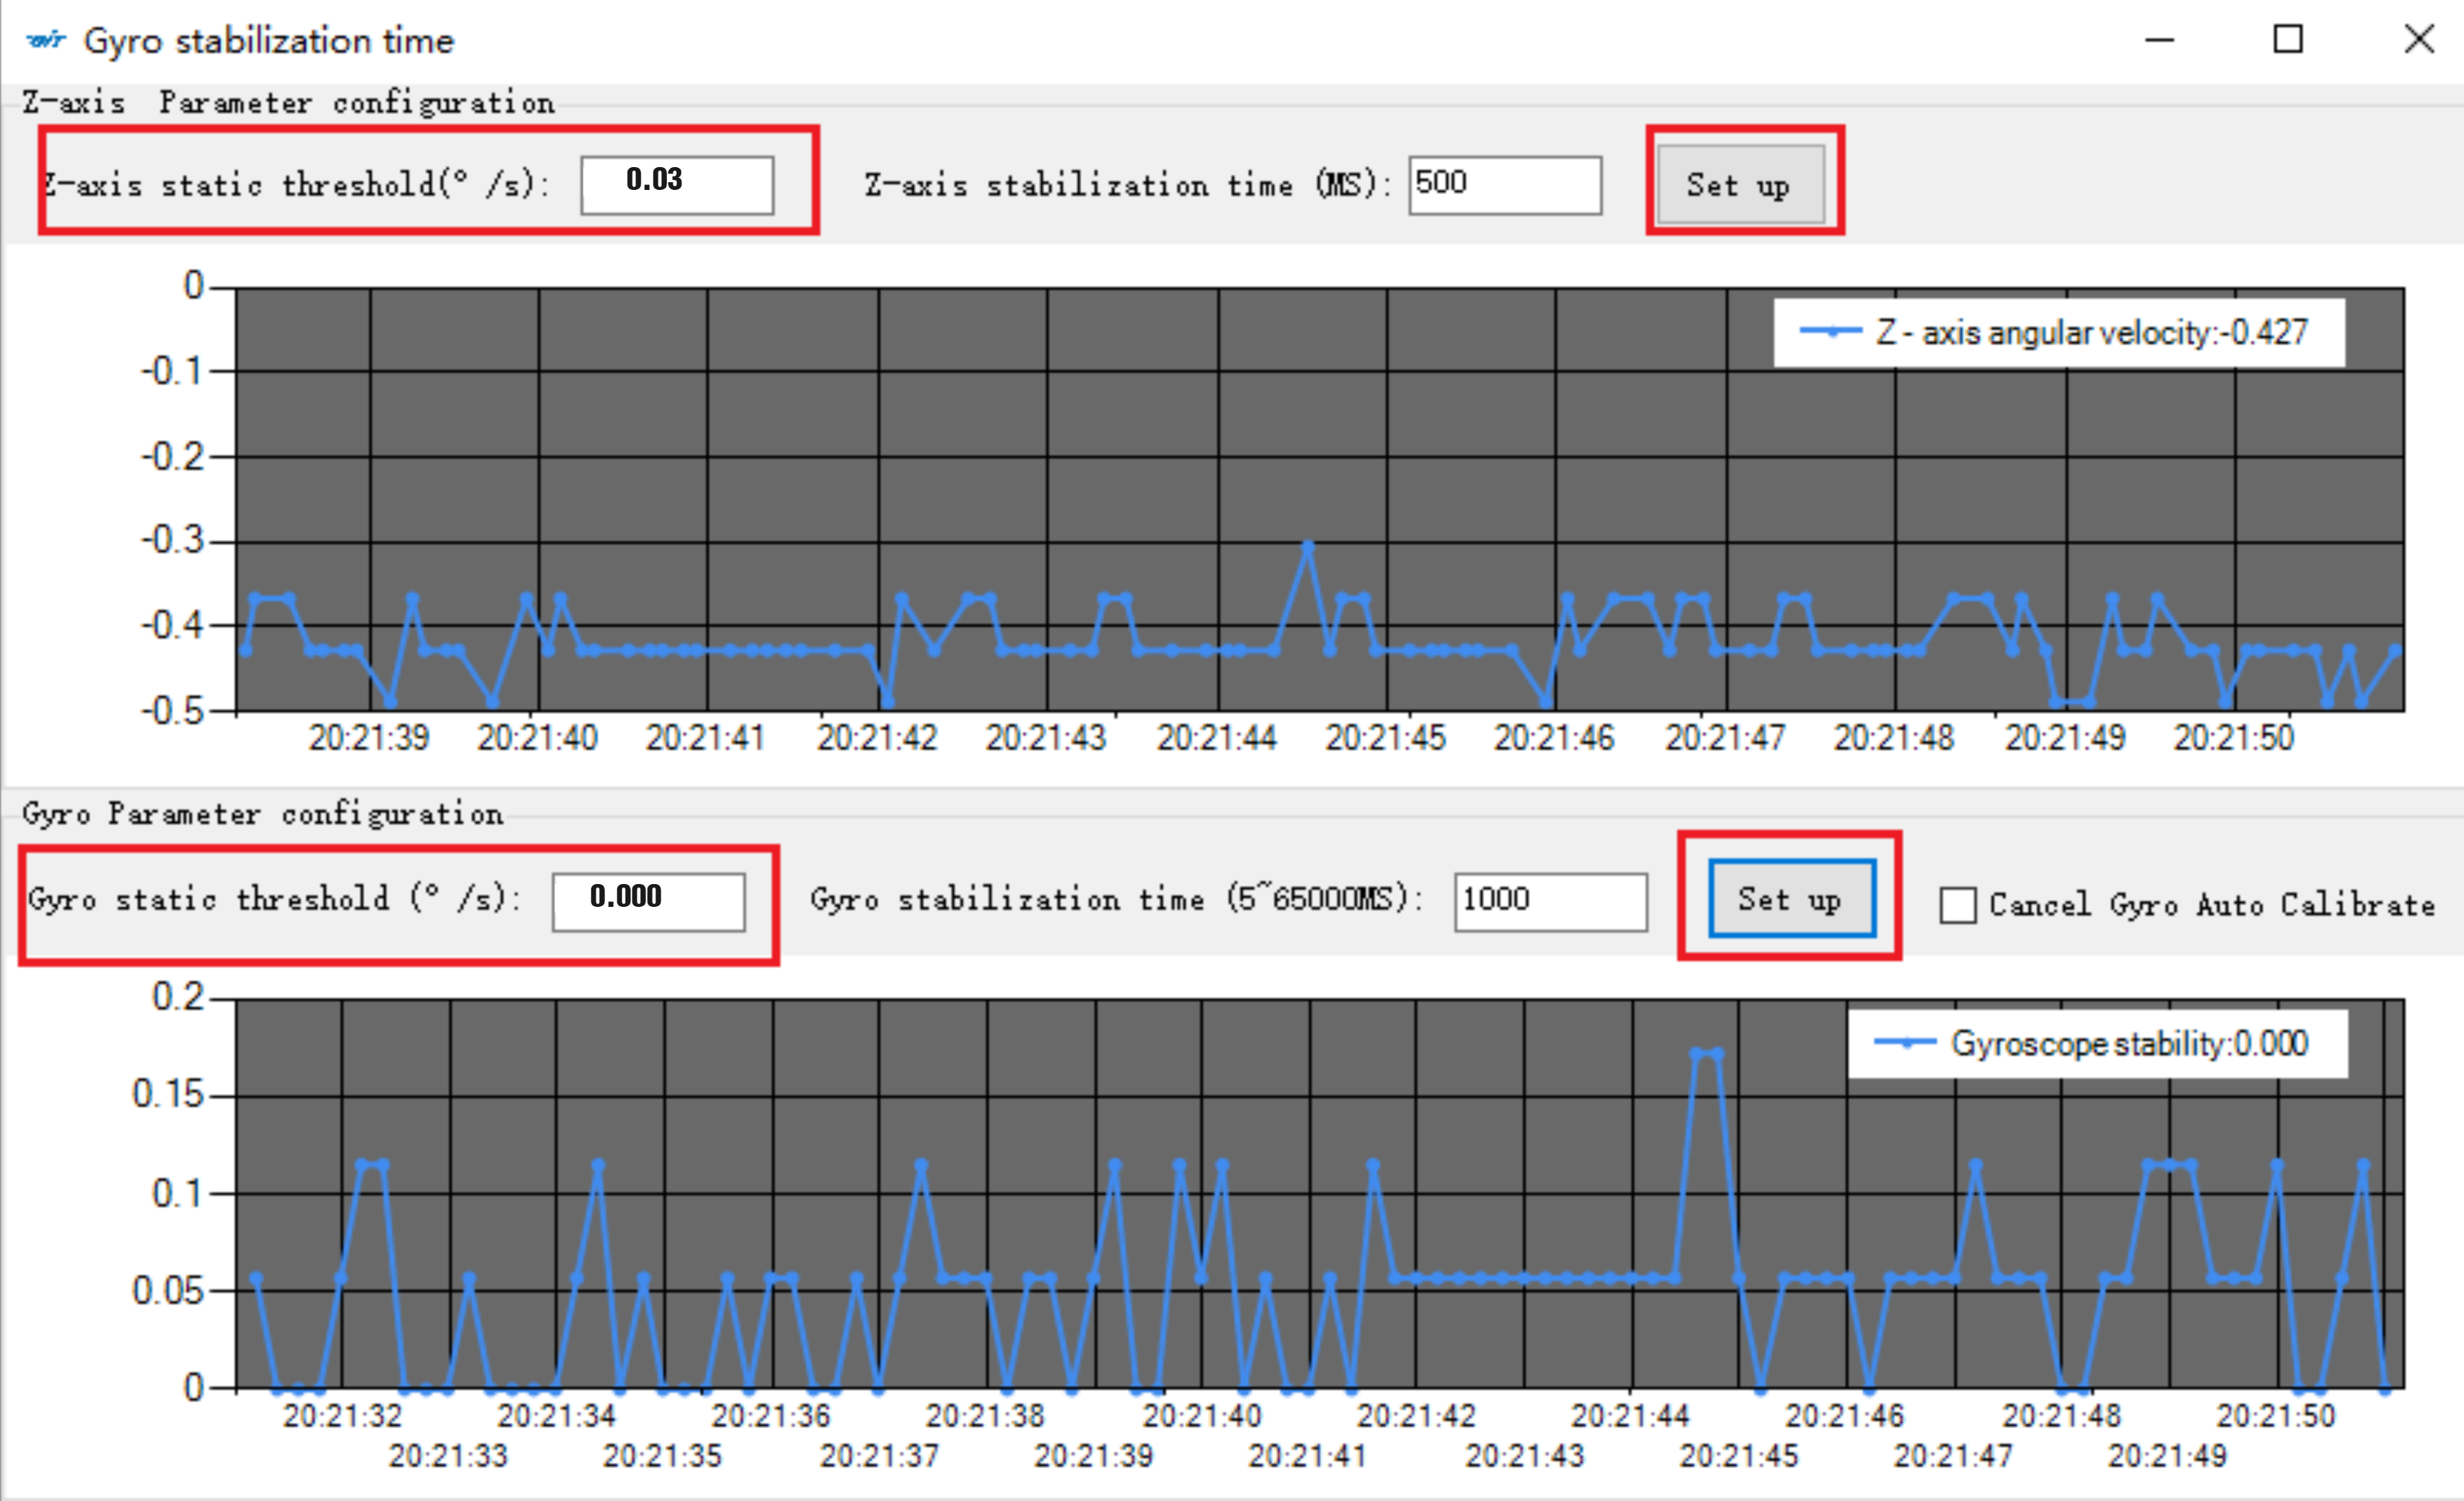 Gyro stabilization time
Z-axis Parameter configuration
Z-axis static threshold(° /s): 0.03 Z-axis stabilization time (MS): 500 Set up
0
Z - axis angular velocity:-0.427
-0.1
-0.2
-0.3
-0.4
-0.5
20:21:39 20:21:40 20:21:41 20:21:42 20:21:43 20:21:44 20:21:45 20:21:46 20:21:47 20:21:48 20:21:49 20:21:50
Gyro Parameter configuration
Gyro static threshold (° /s): 0.000 Gyro stabilization time (5~65000MS): 1000 Set up Cancel Gyro Auto Calibrate
0.2
Gyroscope stability:0.000
0.15
0.1
0.05
0
20:21:32 20:21:34 20:21:36 20:21:38 20:21:40 20:21:42 20:21:44 20:21:46 20:21:48 20:21:50
20:21:33 20:21:35 20:21:37 20:21:39 20:21:41 20:21:43 20:21:45 20:21:47 20:21:49